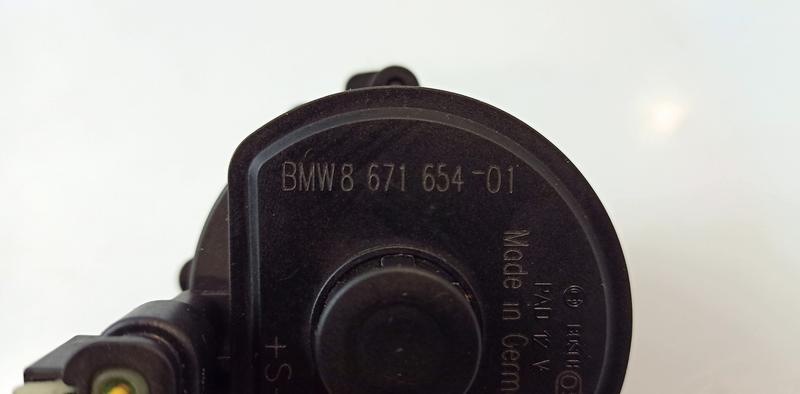 BMW 8 671 654 -01
Made in Germ
BOSCH
PAD 12 V
+S